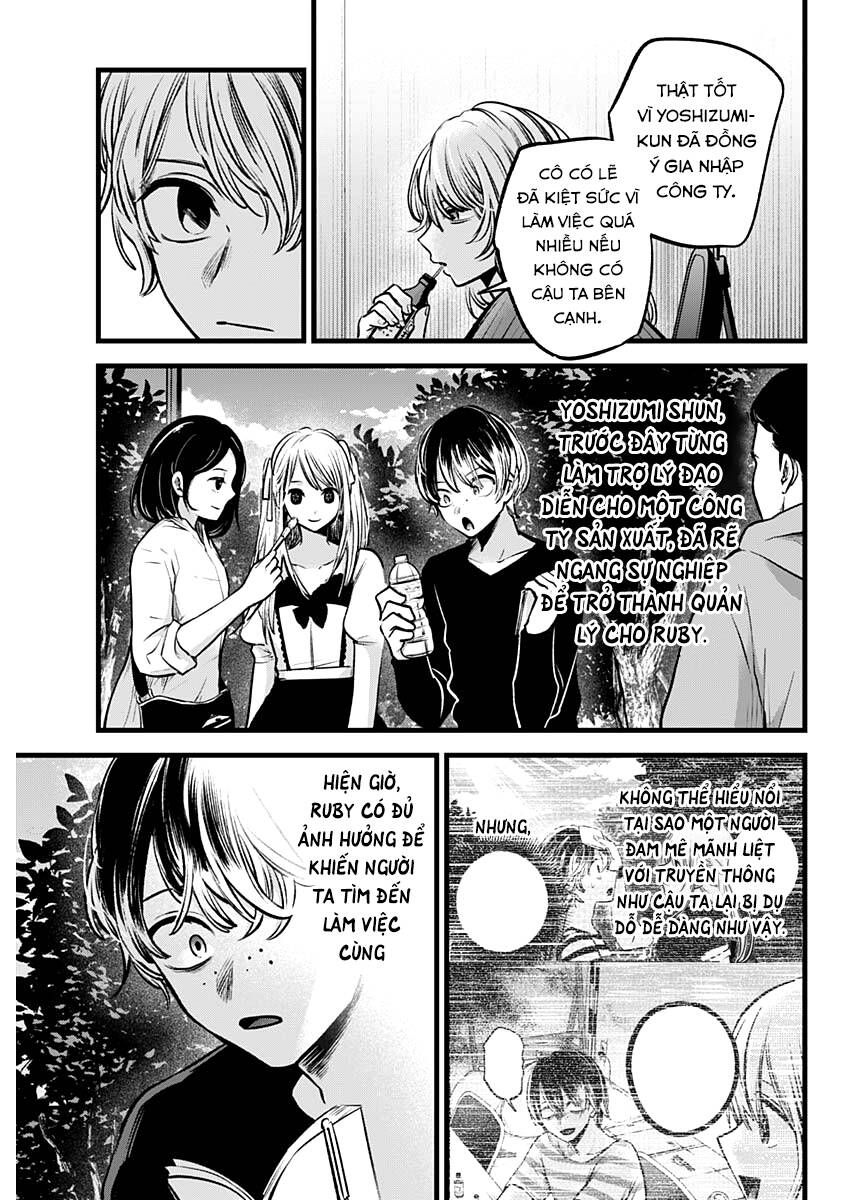 THẬT TỐT
VÌ YOSHIZUMI-
KUN ĐÃ ĐỒNG
Ý GIA NHẬP
CÔNG TY.
CÔ CÓ LẼ
ĐÃ KIỆT SỨC VÌ
LÀM VIỆC QUÁ
NHIỀU NẾU
KHÔNG CÓ
CẬU TA BÊN
CẠNH.
YOSHIZUMI SHUN,
TRƯỚC ĐÂY TỪNG
LÀM TRỢ LÝ ĐẠO
DIỄN CHO MỘT CÔNG
TY SẢN XUẤT, ĐÃ RẼ
NGANG SỰ NGHIỆP
ĐỂ TRỞ THÀNH QUẢN
LÝ CHO RUBY.
KHÔNG THỂ HIỂU NỔI
TẠI SAO MỘT NGƯỜI
ĐAM MÊ MÃNH LIỆT
VỚI TRUYỀN THÔNG
NHƯ CẬU TA LẠI BỊ DỤ
DỖ DỄ DÀNG NHƯ VẬY.
NHƯNG,
HIỆN GIỜ,
RUBY CÓ ĐỦ
ẢNH HƯỞNG ĐỂ
KHIẾN NGƯỜI
TA TÌM ĐẾN
LÀM VIỆC
CÙNG